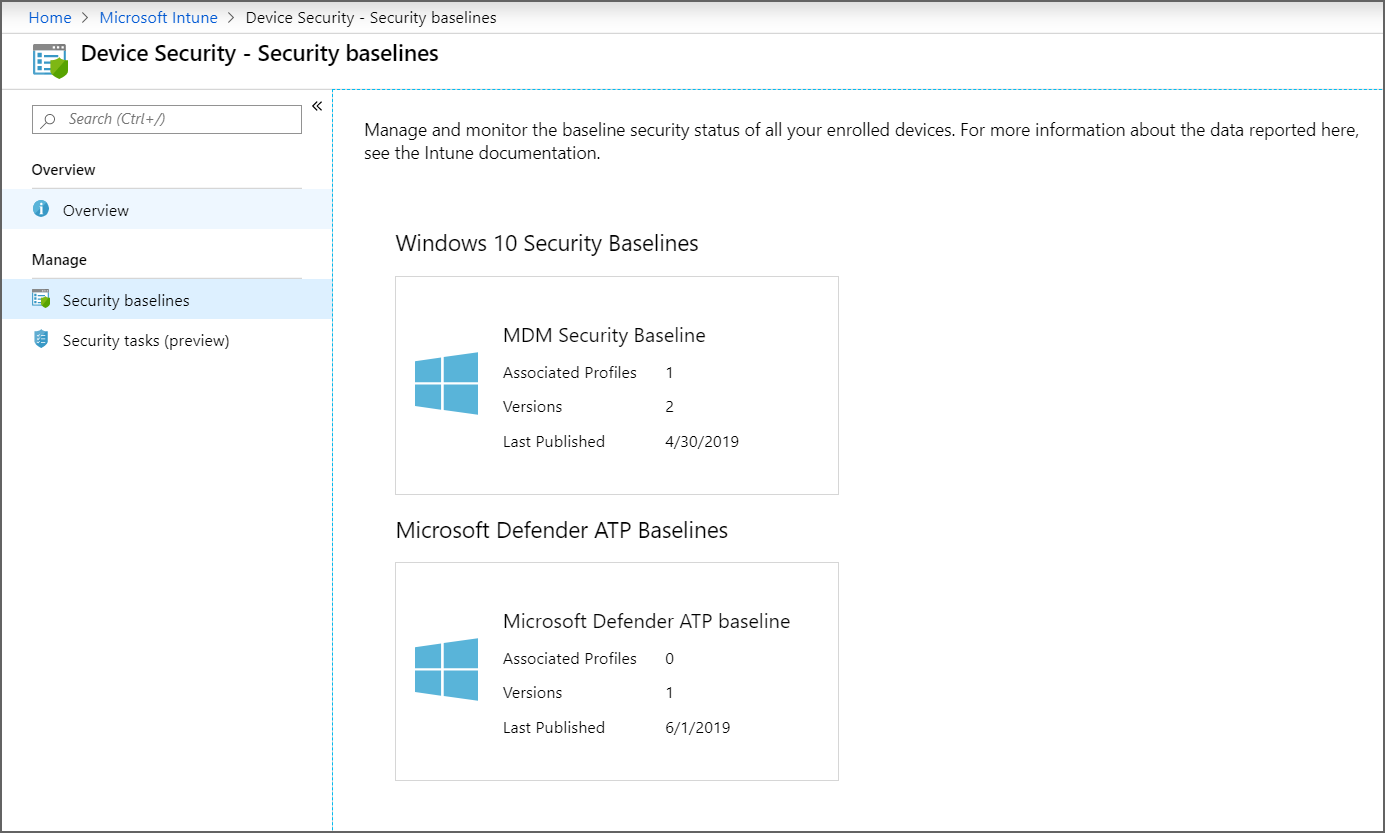 Home > Microsoft Intune > Device Security - Security baselines
Device Security - Security baselines
Search (Ctrl+/)
«
Overview
Overview
Manage
Security baselines
Security tasks (preview)
Manage and monitor the baseline security status of all your enrolled devices. For more information about the data reported here,
see the Intune documentation.
Windows 10 Security Baselines
MDM Security Baseline
Associated Profiles 1
Versions 2
Last Published 4/30/2019
Microsoft Defender ATP Baselines
Microsoft Defender ATP baseline
Associated Profiles 0
Versions 1
Last Published 6/1/2019